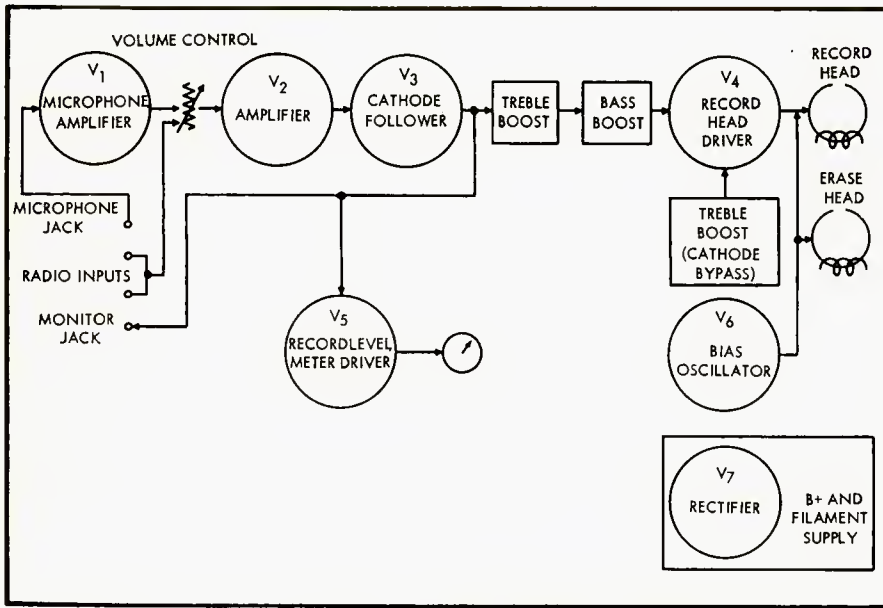 VOLUME CONTROL
V1
MICROPHONE
AMPLIFIER
V2
AMPLIFIER
V3
CATHODE
FOLLOWER
TREBLE
BOOST
BASS
BOOST
V4
RECORD
HEAD
DRIVER
RECORD
HEAD
ERASE
HEAD
TREBLE
BOOST
(CATHODE
BYPASS)
MICROPHONE
JACK
RADIO INPUTS
MONITOR
JACK
V5
RECORDLEVEL
METER DRIVER
V6
BIAS
OSCILLATOR
V7
RECTIFIER
B+ AND
FILAMENT
SUPPLY